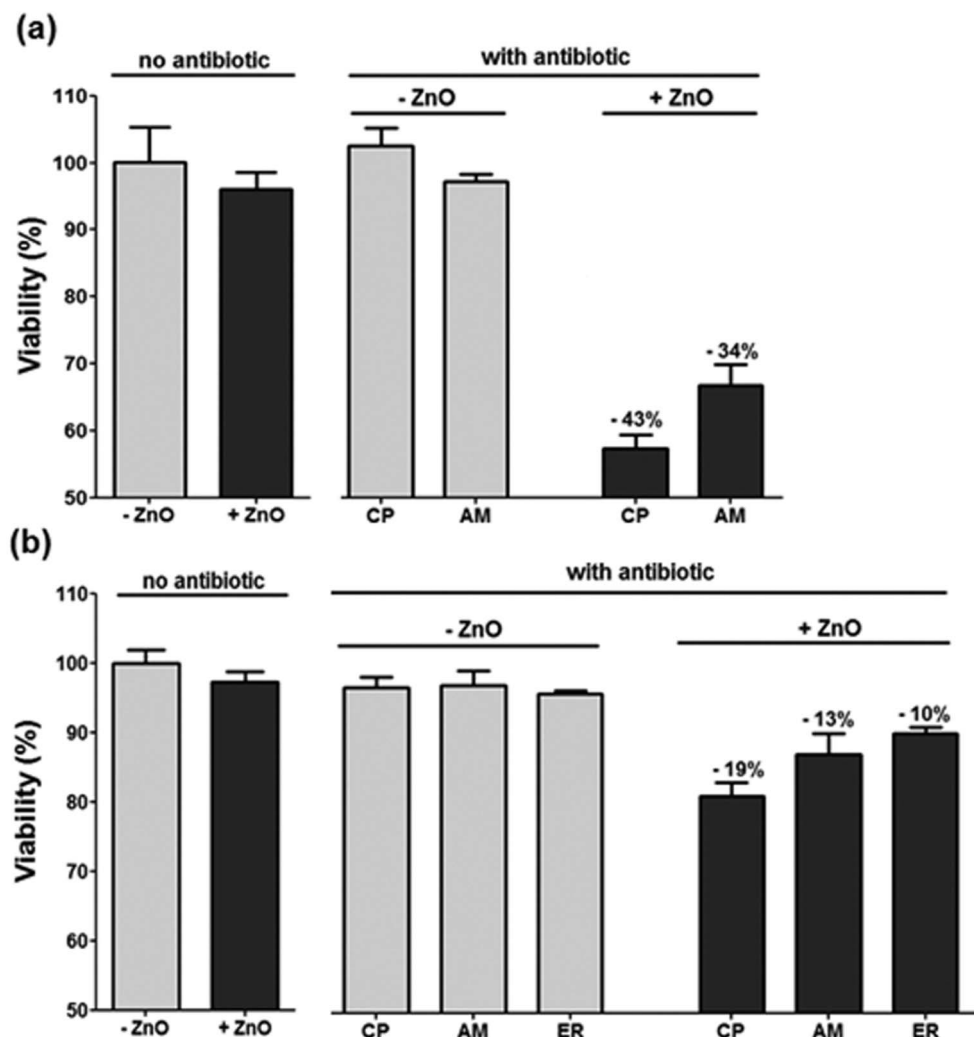 (a)
no antibiotic
with antibiotic
- ZnO
+ ZnO
110
100
90
80
70
60
50
Viability (%)
- 43%
- 34%
- ZnO
+ ZnO
CP
AM
CP
AM
(b)
no antibiotic
with antibiotic
- ZnO
+ ZnO
110
100
90
80
70
60
50
Viability (%)
- 19%
- 13%
- 10%
- ZnO
+ ZnO
CP
AM
ER
CP
AM
ER